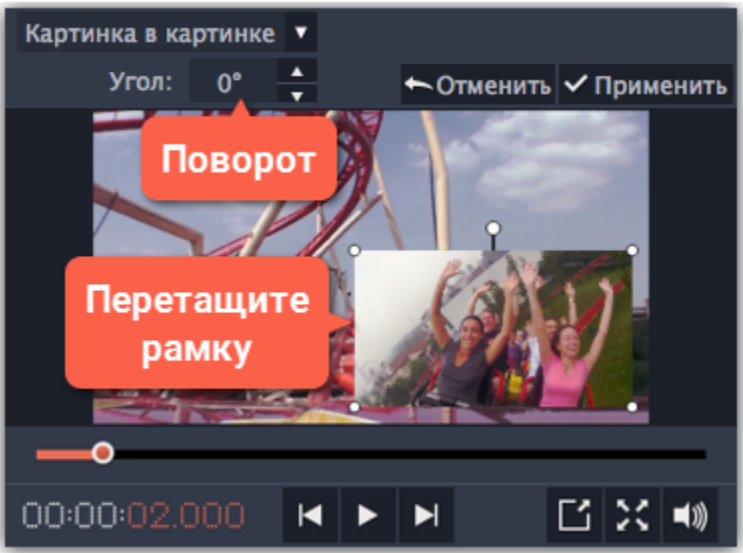 Картинка в картинке
Угол: 0° Отменить Применить
Поворот
Перетащите
рамку
00:00:02.000